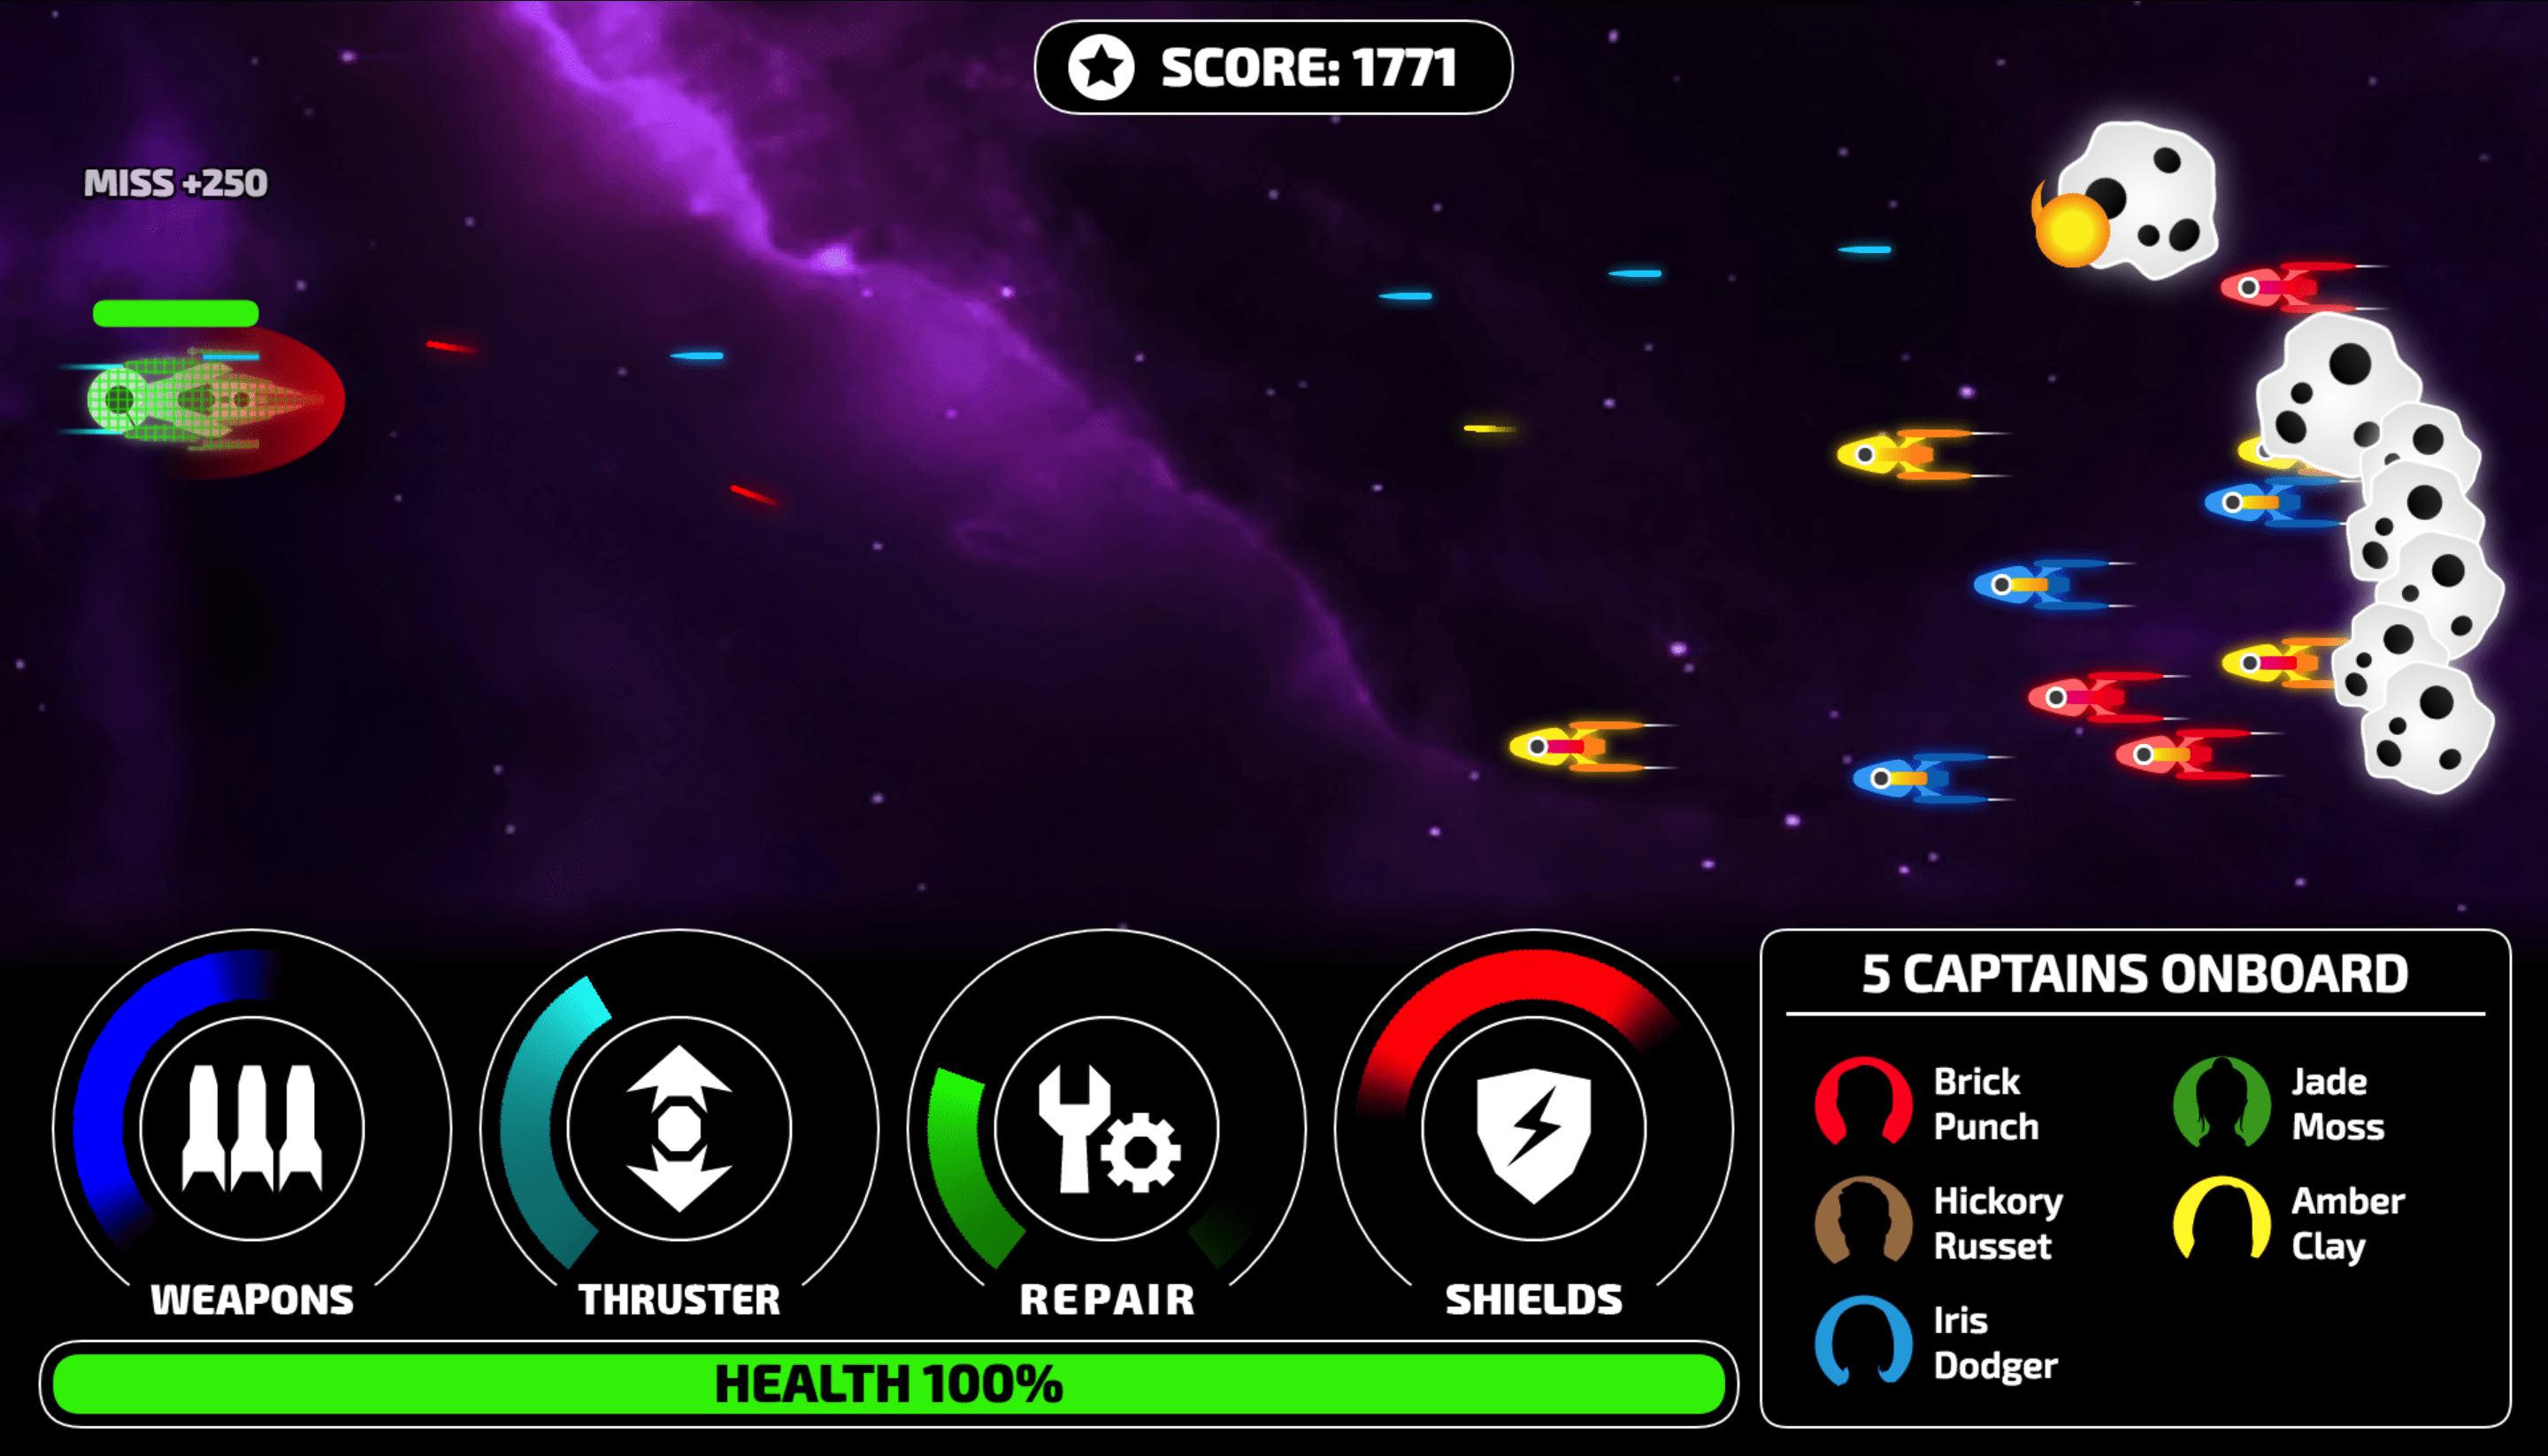 SCORE: 1771
MISS +250
WEAPONS
THRUSTER
REPAIR
SHIELDS
HEALTH 100%
5 CAPTAINS ONBOARD
Brick
Punch
Jade
Moss
Hickory
Russet
Amber
Clay
Iris
Dodger